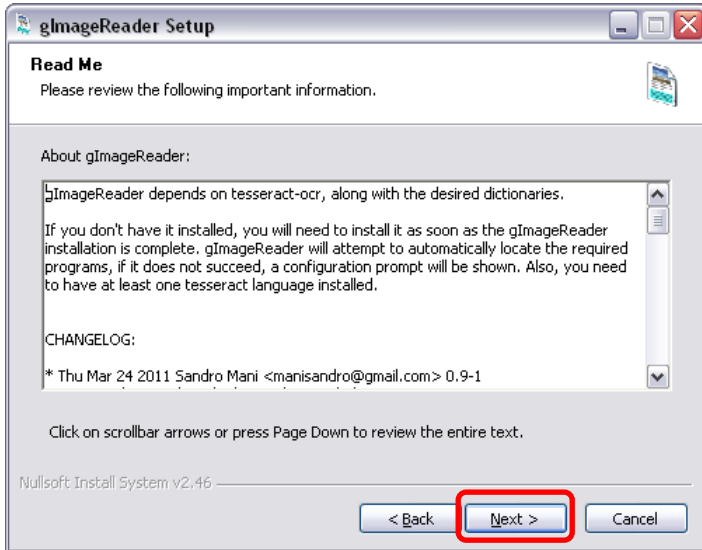 gImageReader Setup
Read Me
Please review the following important information.
About gImageReader:
gImageReader depends on tesseract-ocr, along with the desired dictionaries.
If you don't have it installed, you will need to install it as soon as the gImageReader
installation is complete. gImageReader will attempt to automatically locate the required
programs, if it does not succeed, a configuration prompt will be shown. Also, you need
to have at least one tesseract language installed.
CHANGELOG:
* Thu Mar 24 2011 Sandro Mani <manisandro@gmail.com> 0.9-1
Click on scrollbar arrows or press Page Down to review the entire text.
Nullsoft Install System v2.46
< Back Next > Cancel